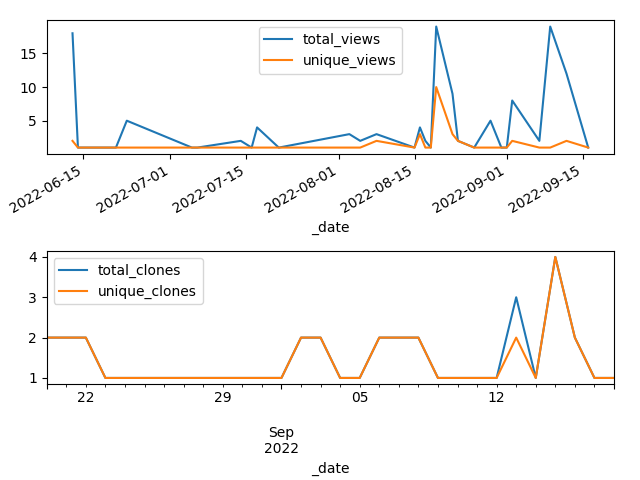 total_views
unique_views
15
10
5
2022-06-15
2022-07-01
2022-07-15
2022-08-01
2022-08-15
2022-09-01
2022-09-15
_date
total_clones
unique_clones
4
3
2
1
22
29
05
12
Sep
2022
_date